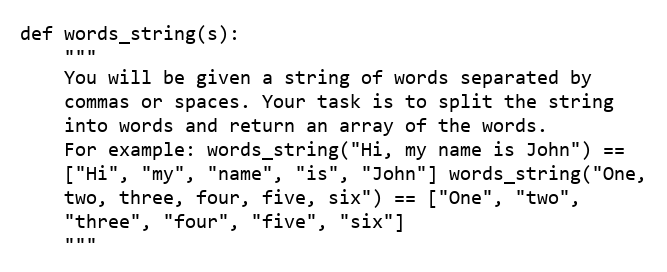 def words_string(s):
    """
    You will be given a string of words separated by
    commas or spaces. Your task is to split the string
    into words and return an array of the words.
    For example: words_string("Hi, my name is John") ==
    ["Hi", "my", "name", "is", "John"] words_string("One,
    two, three, four, five, six") == ["One", "two",
    "three", "four", "five", "six"]
    """